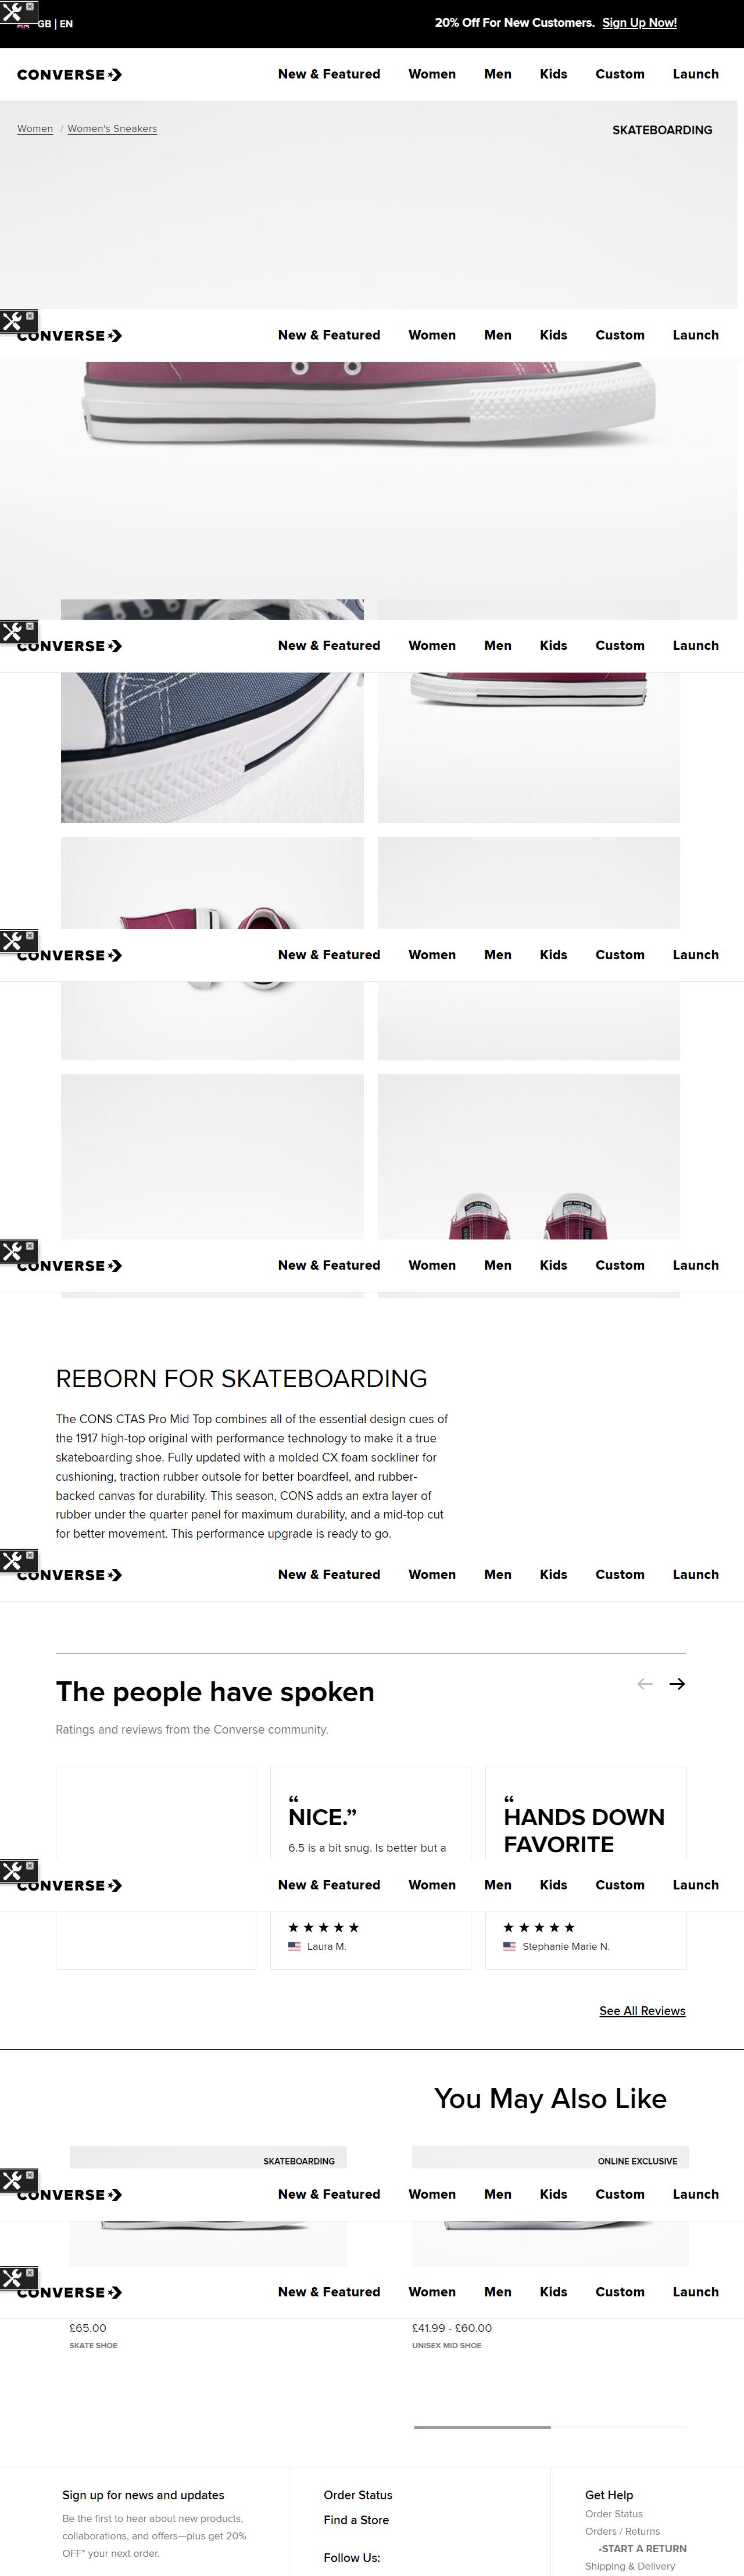 GB | EN
20% Off For New Customers. Sign Up Now!
CONVERSE
New & Featured Women Men Kids Custom Launch
Women / Women's Sneakers
SKATEBOARDING
CONVERSE
New & Featured Women Men Kids Custom Launch
CONVERSE
New & Featured Women Men Kids Custom Launch
CONVERSE
New & Featured Women Men Kids Custom Launch
CONVERSE
New & Featured Women Men Kids Custom Launch
REBORN FOR SKATEBOARDING
The CONS CTAS Pro Mid Top combines all of the essential design cues of
the 1917 high-top original with performance technology to make it a true
skateboarding shoe. Fully updated with a molded CX foam sockliner for
cushioning, traction rubber outsole for better boardfeel, and rubber-
backed canvas for durability. This season, CONS adds an extra layer of
rubber under the quarter panel for maximum durability, and a mid-top cut
for better movement. This performance upgrade is ready to go.
CONVERSE
New & Featured Women Men Kids Custom Launch
The people have spoken
Ratings and reviews from the Converse community.
“
NICE.”
6.5 is a bit snug. Is better but a
“
HANDS DOWN
FAVORITE
CONVERSE
New & Featured Women Men Kids Custom Launch
★ ★ ★ ★ ★
Laura M.
★ ★ ★ ★ ★
Stephanie Marie N.
See All Reviews
You May Also Like
SKATEBOARDING
ONLINE EXCLUSIVE
CONVERSE
New & Featured Women Men Kids Custom Launch
CONVERSE
New & Featured Women Men Kids Custom Launch
£65.00
SKATE SHOE
£41.99 - £60.00
UNISEX MID SHOE
Sign up for news and updates
Be the first to hear about new products,
collaborations, and offers—plus get 20%
OFF* your next order.
Order Status
Find a Store
Follow Us:
Get Help
Order Status
Orders / Returns
•START A RETURN
Shipping & Delivery